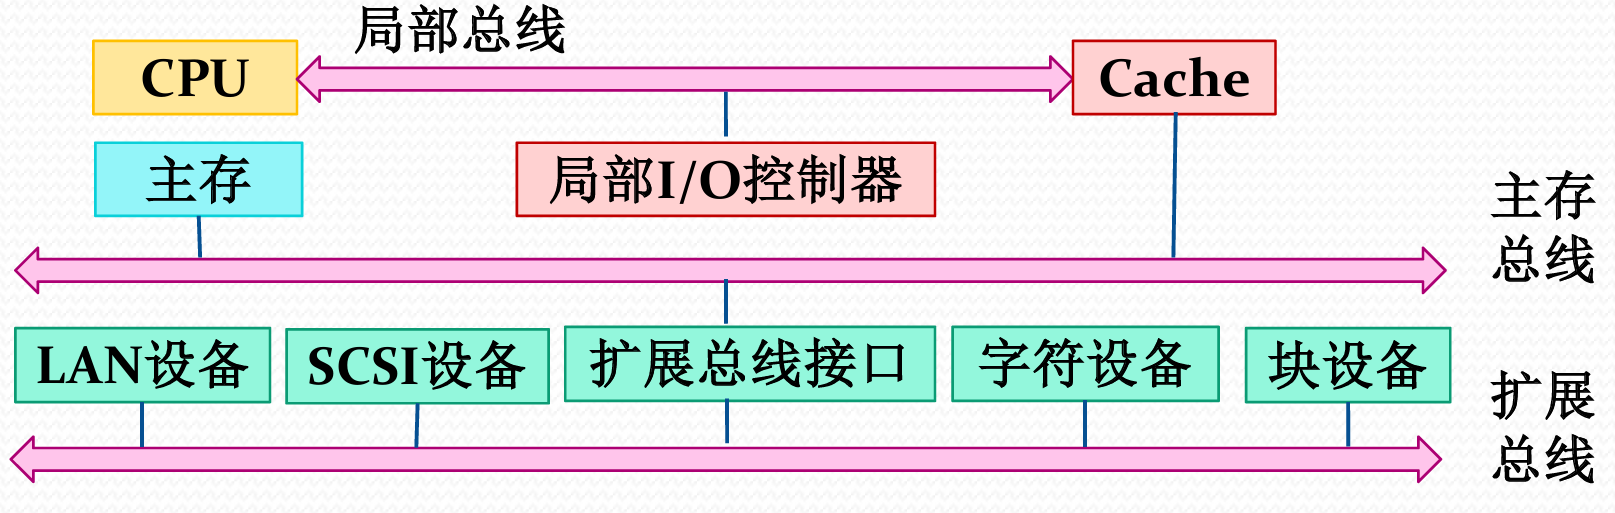 局部总线
CPU
Cache
主存
局部I/O控制器
主存
总线
LAN设备
SCSI设备
扩展总线接口
字符设备
块设备
扩展
总线